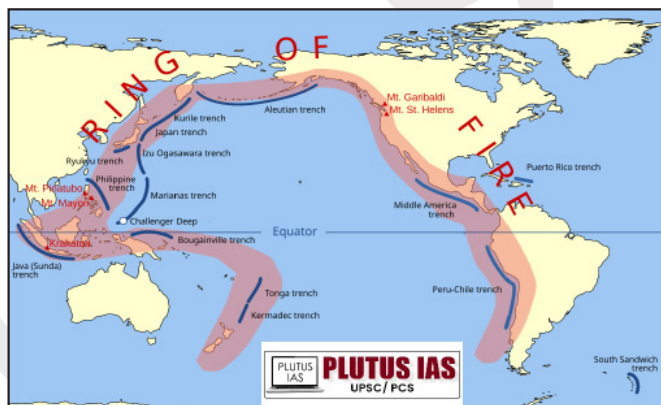 RING OF FIRE
Mt. Garibaldi
Mt. St. Helens
Aleutian trench
Kurile trench
Japan trench
Izu Ogasawara trench
Ryukyu trench
Philippine
trench
Mt. Pinatubo
Mt. Mayon
Marianas trench
Challenger Deep
Puerto Rico trench
Middle America
trench
Equator
Bougainville trench
Krakatoa
Java (Sunda)
trench
Tonga trench
Kermadec trench
Peru-Chile trench
South Sandwich
trench
PLUTUS
IAS
PLUTUS IAS
UPSC/ PCS